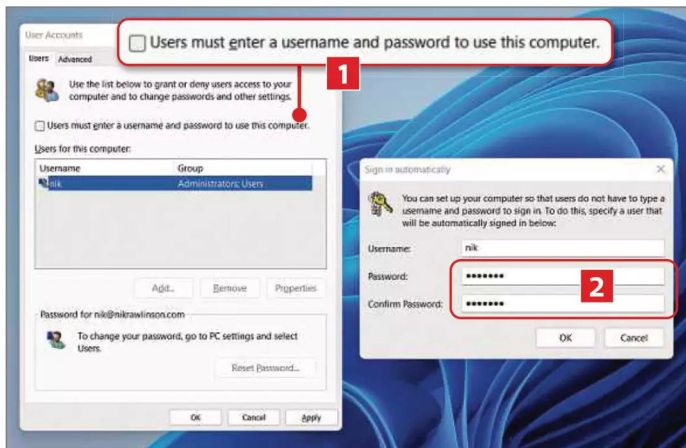 User Accounts
Users must enter a username and password to use this computer.
1
Users
Advanced
Use the list below to grant or deny users access to your
computer and to change passwords and other settings.
Users must enter a username and password to use this computer.
Users for this computer:
Username
Group
nik
Administrators; Users
Add...
Remove
Properties
Password for nik@nikrawlinson.com
To change your password, go to PC settings and select
Users.
Reset Password...
OK
Cancel
Apply
Sign in automatically
You can set up your computer so that users do not have to type a
username and password to sign in. To do this, specify a user that
will be automatically signed in below:
Username:
nik
Password:
•••••••
2
Confirm Password:
•••••••
OK
Cancel